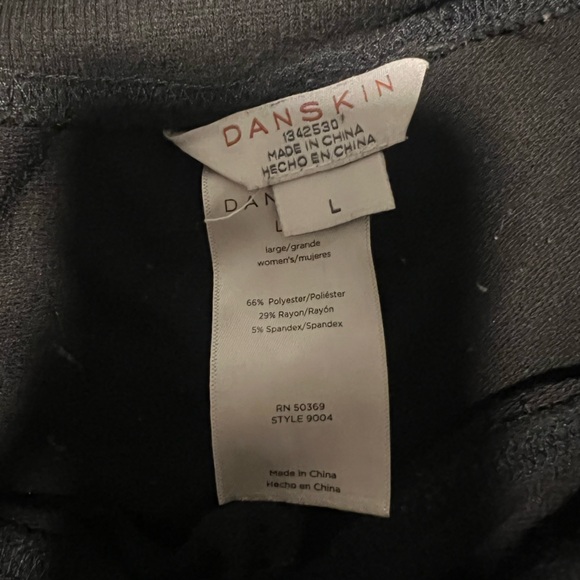 DANSKIN
1342530
MADE IN CHINA
HECHO EN CHINA
L
DAN
L
large/grande
women's/mujeres
66% Polyester/Poliéster
29% Rayon/Rayón
5% Spandex/Spandex
RN 50369
STYLE 9004
Made in China
Hecho en China